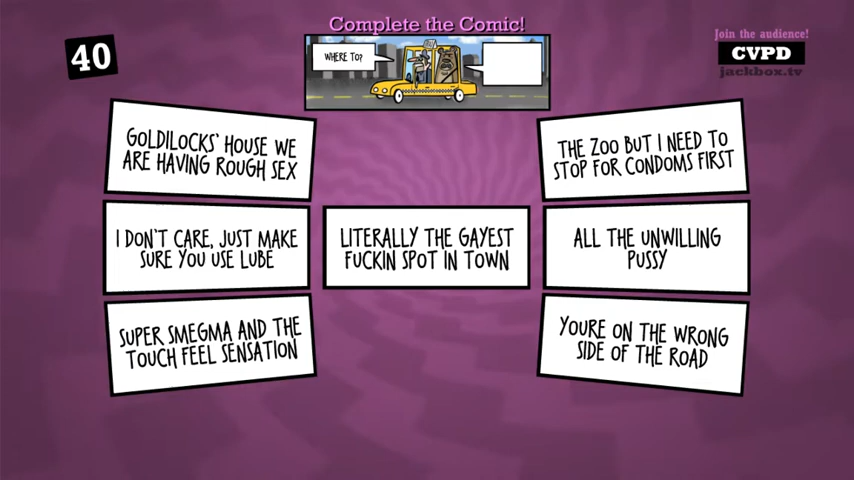 Complete the Comic!
40
WHERE TO?
Join the audience!
CVPD
jackbox.tv
GOLDILOCKS' HOUSE WE
ARE HAVING ROUGH SEX
I DON'T CARE, JUST MAKE
SURE YOU USE LUBE
SUPER SMEGMA AND THE
TOUCH FEEL SENSATION
LITERALLY THE GAYEST
FUCKIN SPOT IN TOWN
THE ZOO BUT I NEED TO
STOP FOR CONDOMS FIRST
ALL THE UNWILLING
PUSSY
YOURE ON THE WRONG
SIDE OF THE ROAD